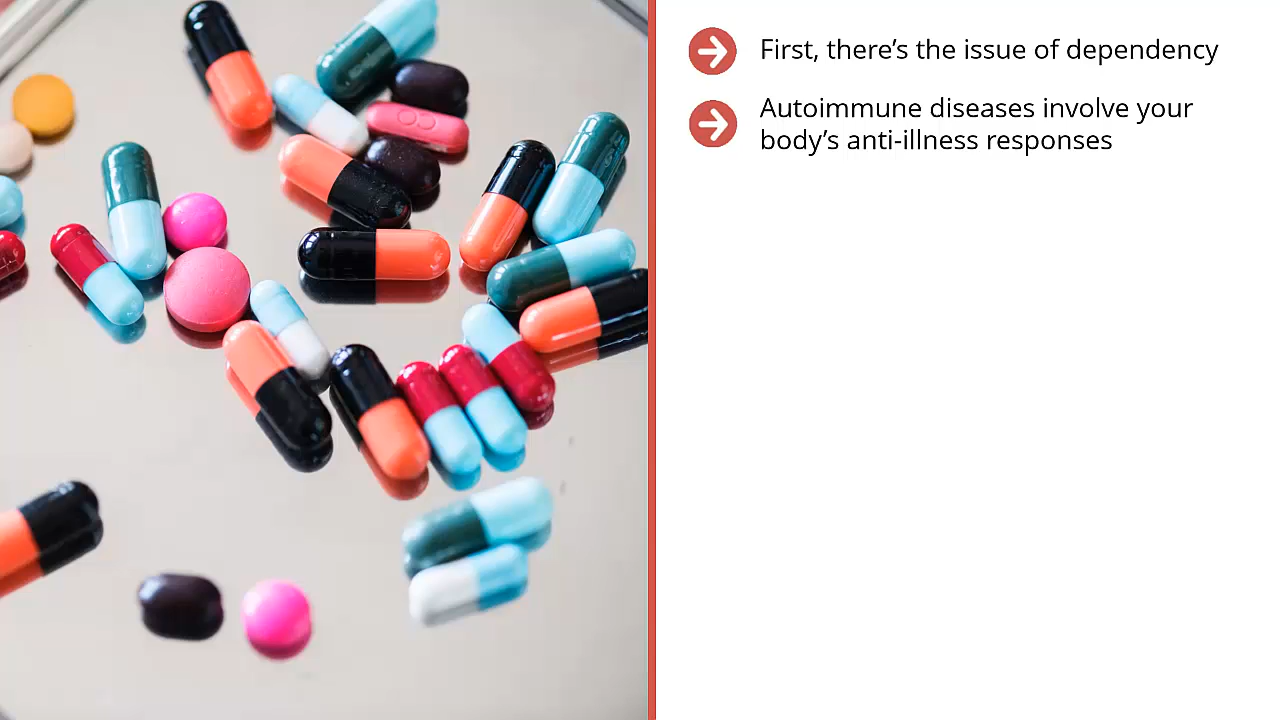 First, there’s the issue of dependency
Autoimmune diseases involve your
body’s anti-illness responses